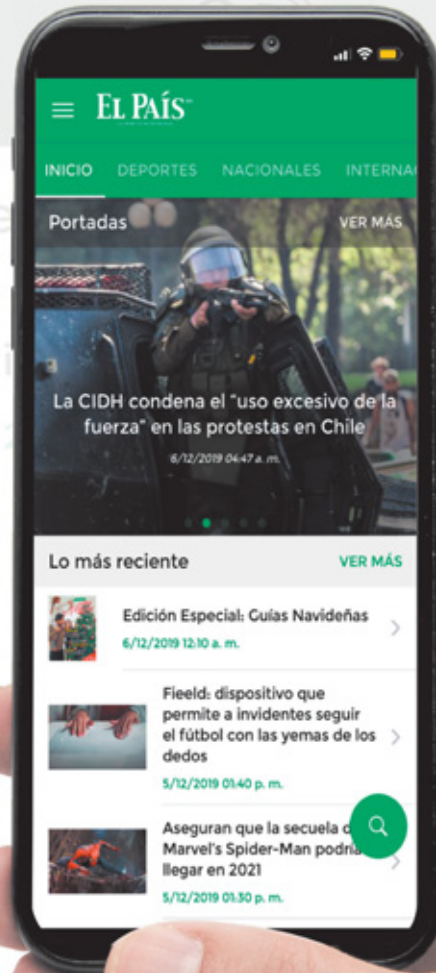 EL PAÍS
INICIO DEPORTES NACIONALES INTERNA
Portadas VER MÁS
La CIDH condena el "uso excesivo de la
fuerza" en las protestas en Chile
6/12/2019 04:47 a. m.
Lo más reciente VER MÁS
Edición Especial: Guías Navideñas
6/12/2019 12:10 a. m.
Fieeld: dispositivo que
permite a invidentes seguir
el fútbol con las yemas de los
dedos
5/12/2019 01:40 p. m.
Aseguran que la secuela
Marvel's Spider-Man podría
llegar en 2021
5/12/2019 01:30 p. m.